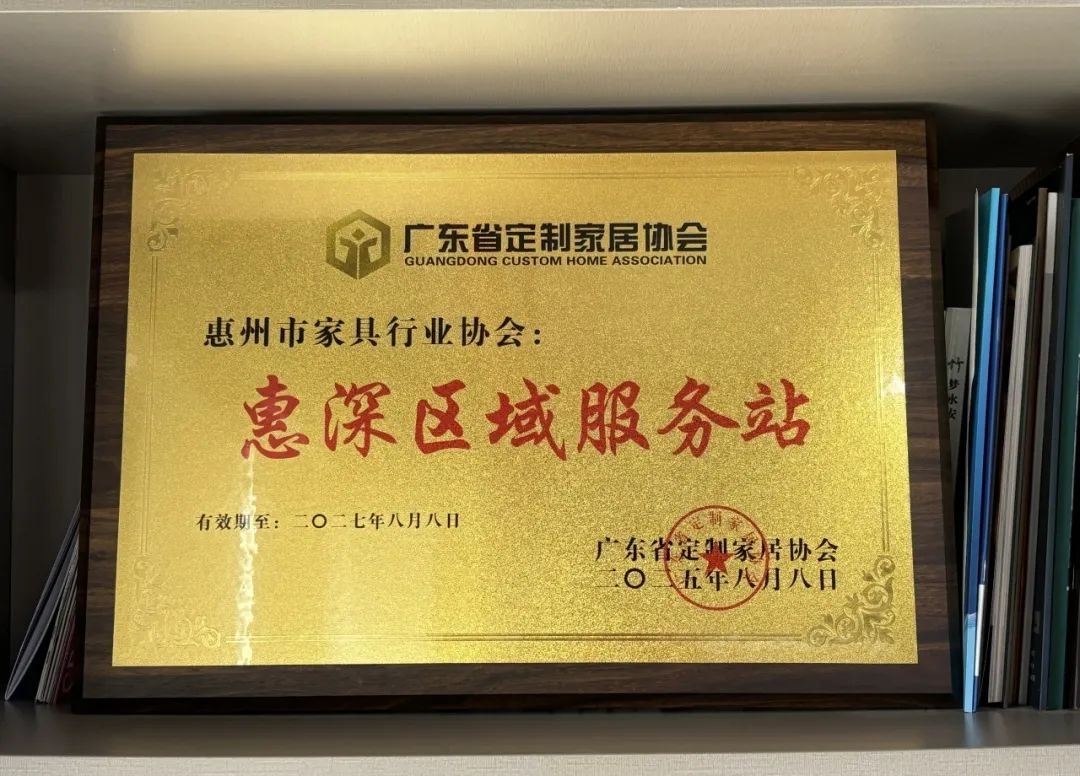 广东省定制家居协会
GUANGDONG CUSTOM HOME ASSOCIATION
惠州市家具行业协会：
惠深区域服务站
有效期至：二〇二七年八月八日
广东省定制家居协会
二〇二五年八月八日
梦水安